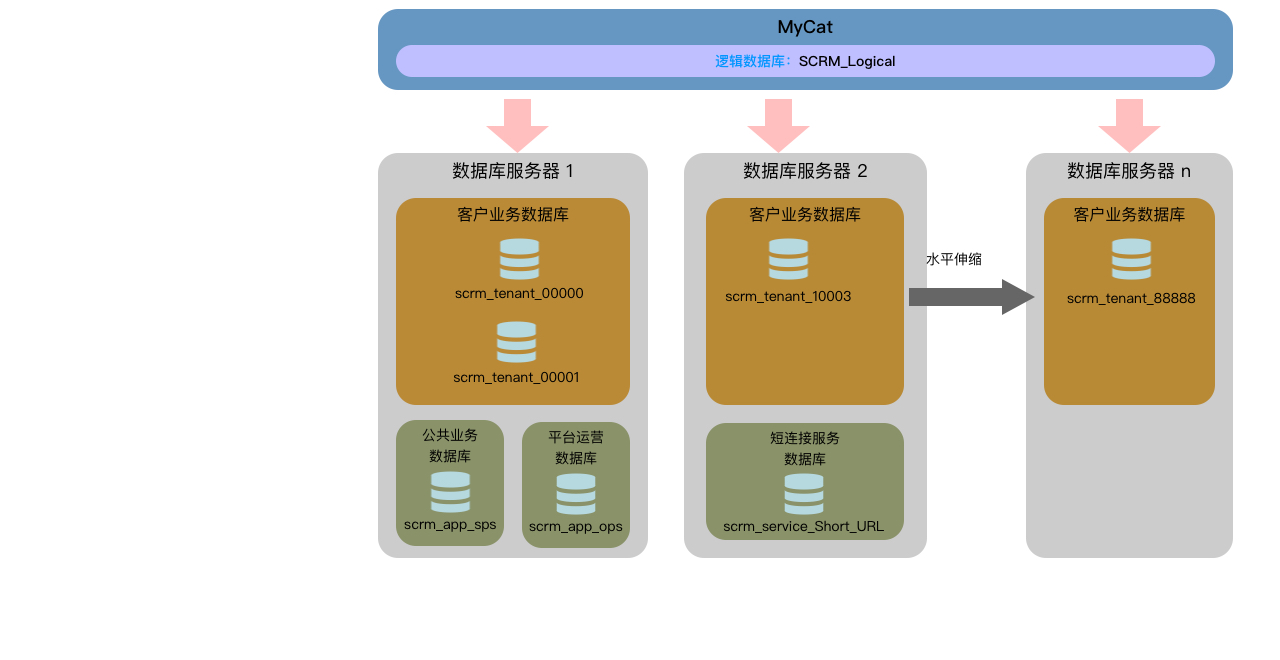 MyCat
逻辑数据库：SCRM_Logical
数据库服务器 1
客户业务数据库
scrm_tenant_00000
scrm_tenant_00001
公共业务
数据库
scrm_app_sps
平台运营
数据库
scrm_app_ops
数据库服务器 2
客户业务数据库
scrm_tenant_10003
短连接服务
数据库
scrm_service_Short_URL
水平伸缩
数据库服务器 n
客户业务数据库
scrm_tenant_88888